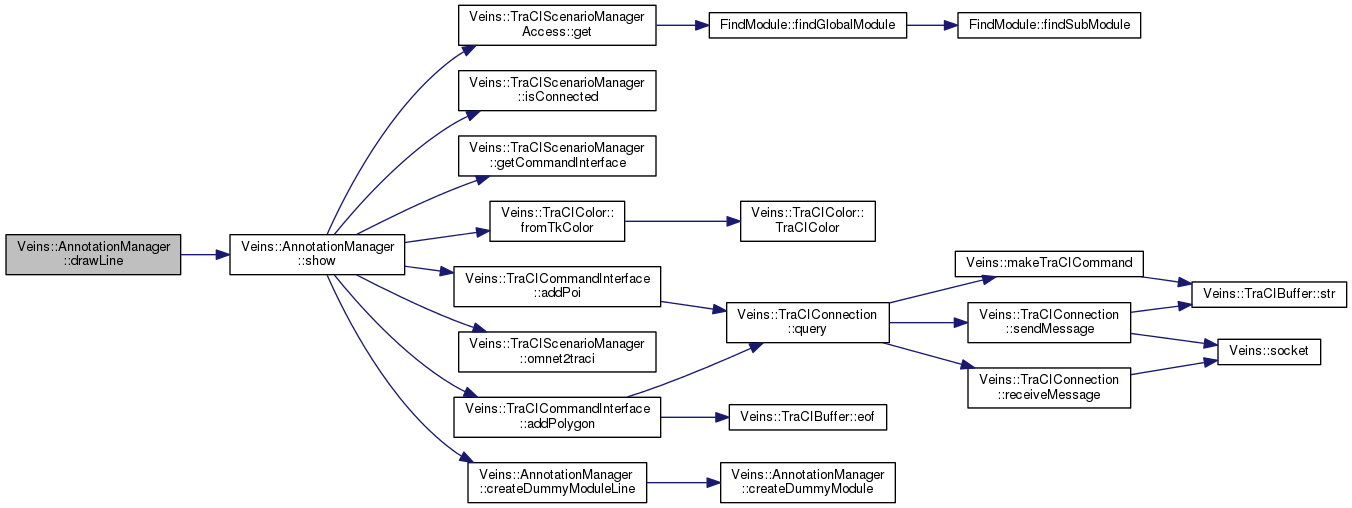 Veins::AnnotationManager
::drawLine
Veins::AnnotationManager
::show
Veins::TraCIScenarioManager
Access::get
FindModule::findGlobalModule
FindModule::findSubModule
Veins::TraCIScenarioManager
::isConnected
Veins::TraCIScenarioManager
::getCommandInterface
Veins::TraCIColor::
fromTkColor
Veins::TraCIColor::
TraCIColor
Veins::TraCICommandInterface
::addPoi
Veins::TraCIConnection
::query
Veins::makeTraCICommand
Veins::TraCIBuffer::str
Veins::TraCIConnection
::sendMessage
Veins::socket
Veins::TraCIConnection
::receiveMessage
Veins::TraCIScenarioManager
::omnet2traci
Veins::TraCICommandInterface
::addPolygon
Veins::TraCIBuffer::eof
Veins::AnnotationManager
::createDummyModuleLine
Veins::AnnotationManager
::createDummyModule